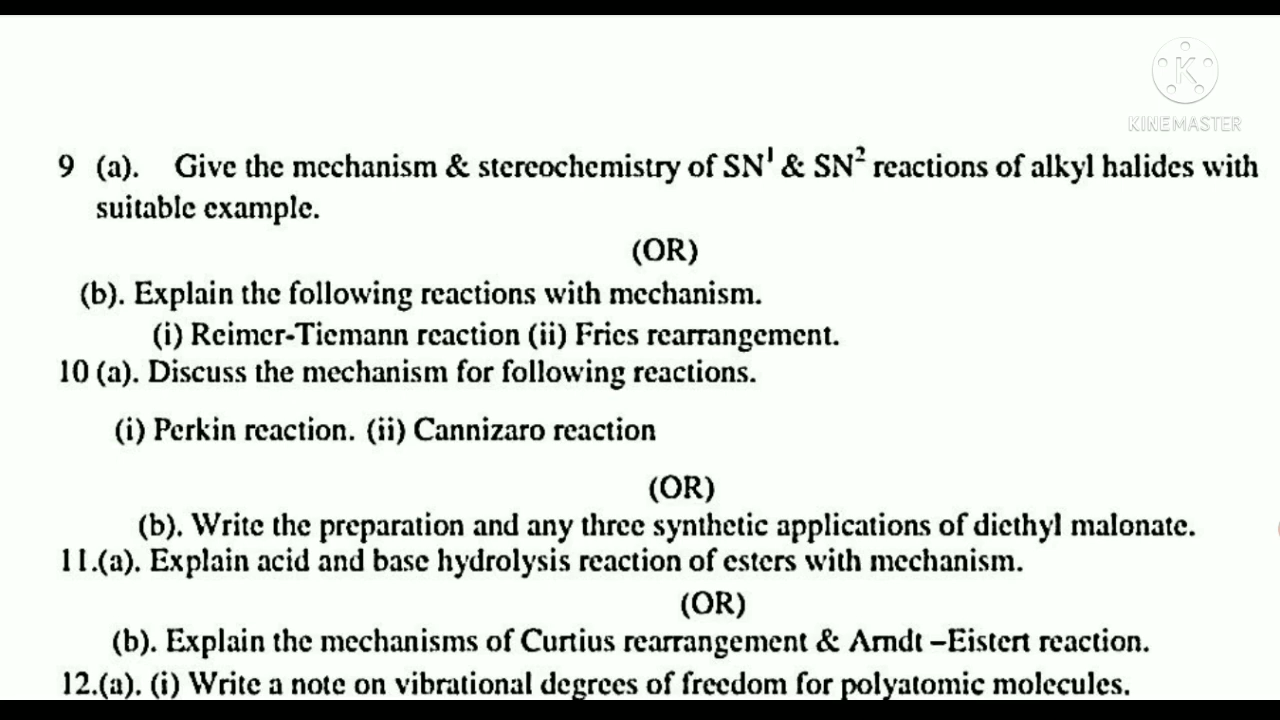 KINEMASTER
9 (a). Give the mechanism & stereochemistry of SN¹ & SN² reactions of alkyl halides with
suitable example.
(OR)
(b). Explain the following reactions with mechanism.
(i) Reimer-Tiemann reaction (ii) Fries rearrangement.
10 (a). Discuss the mechanism for following reactions.
(i) Perkin reaction. (ii) Cannizaro reaction
(OR)
(b). Write the preparation and any three synthetic applications of diethyl malonate.
11.(a). Explain acid and base hydrolysis reaction of esters with mechanism.
(OR)
(b). Explain the mechanisms of Curtius rearrangement & Arndt –Eistert reaction.
12.(a). (i) Write a note on vibrational degrees of freedom for polyatomic molecules.